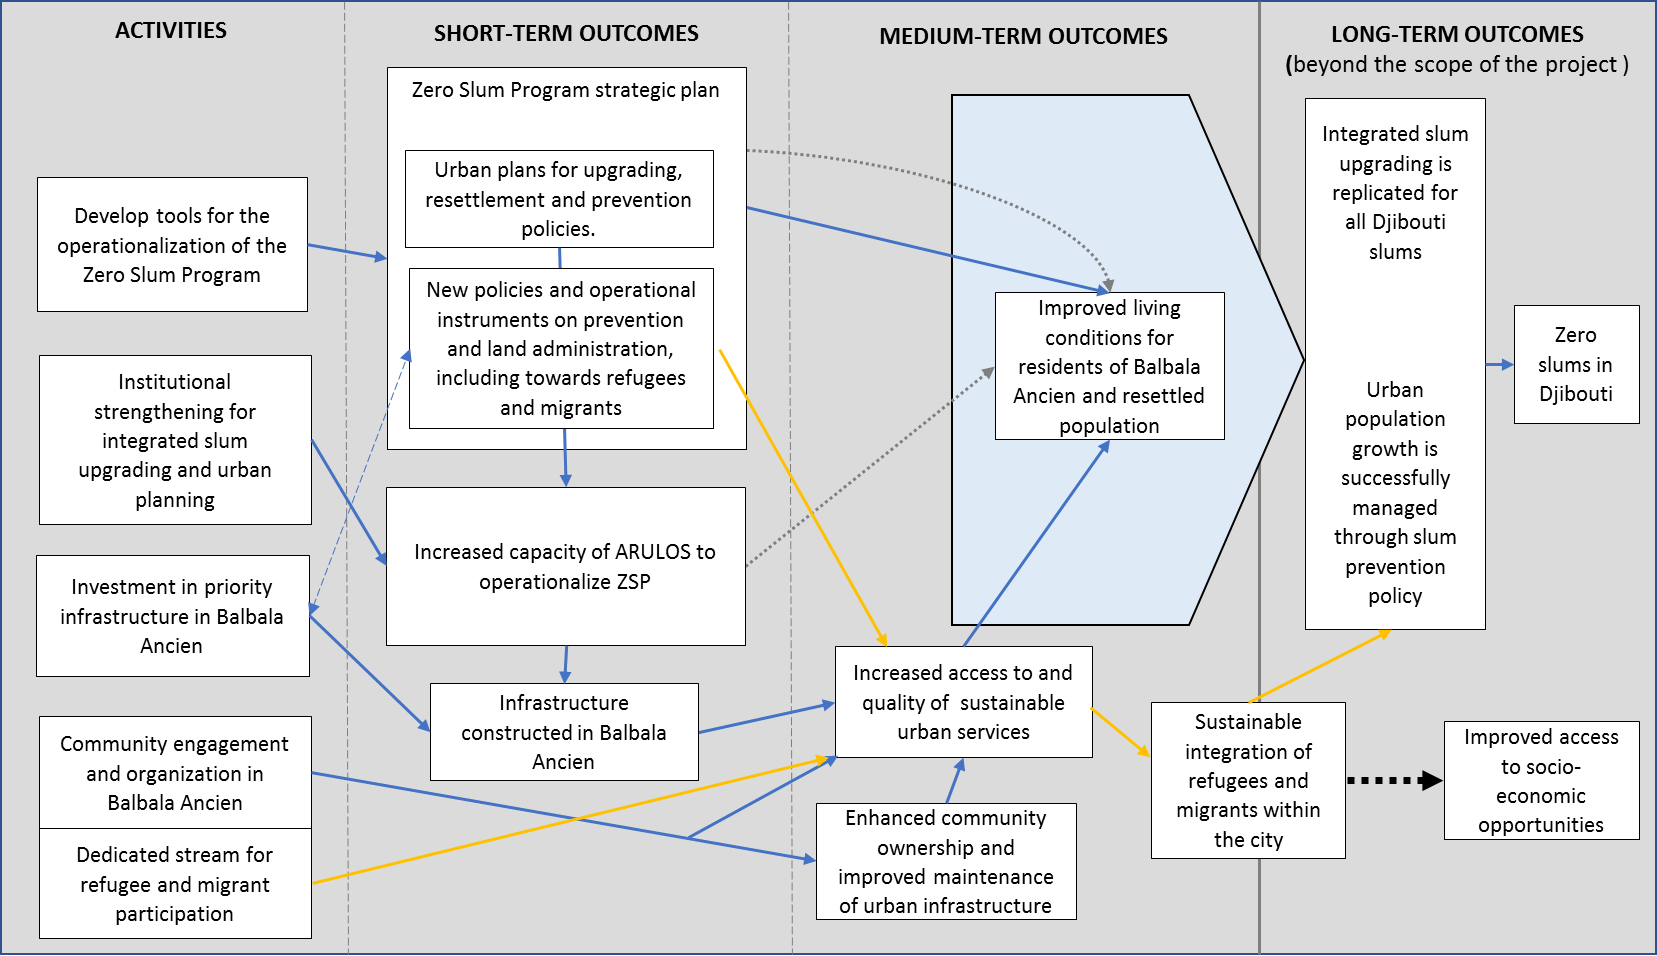 ACTIVITIES
SHORT-TERM OUTCOMES
MEDIUM-TERM OUTCOMES
LONG-TERM OUTCOMES
(beyond the scope of the project )
Develop tools for the
operationalization of the
Zero Slum Program
Institutional
strengthening for
integrated slum
upgrading and urban
planning
Investment in priority
infrastructure in Balbala
Ancien
Community engagement
and organization in
Balbala Ancien
Dedicated stream for
refugee and migrant
participation
Zero Slum Program strategic plan
Urban plans for upgrading,
resettlement and prevention
policies.
New policies and operational
instruments on prevention
and land administration,
including towards refugees
and migrants
Increased capacity of ARULOS to
operationalize ZSP
Infrastructure
constructed in Balbala
Ancien
Improved living
conditions for
residents of Balbala
Ancien and resettled
population
Increased access to and
quality of sustainable
urban services
Enhanced community
ownership and
improved maintenance
of urban infrastructure
Sustainable
integration of
refugees and
migrants within
the city
Integrated slum
upgrading is
replicated for
all Djibouti
slums
Urban
population
growth is
successfully
managed
through slum
prevention
policy
Zero
slums in
Djibouti
Improved access
to socio-
economic
opportunities